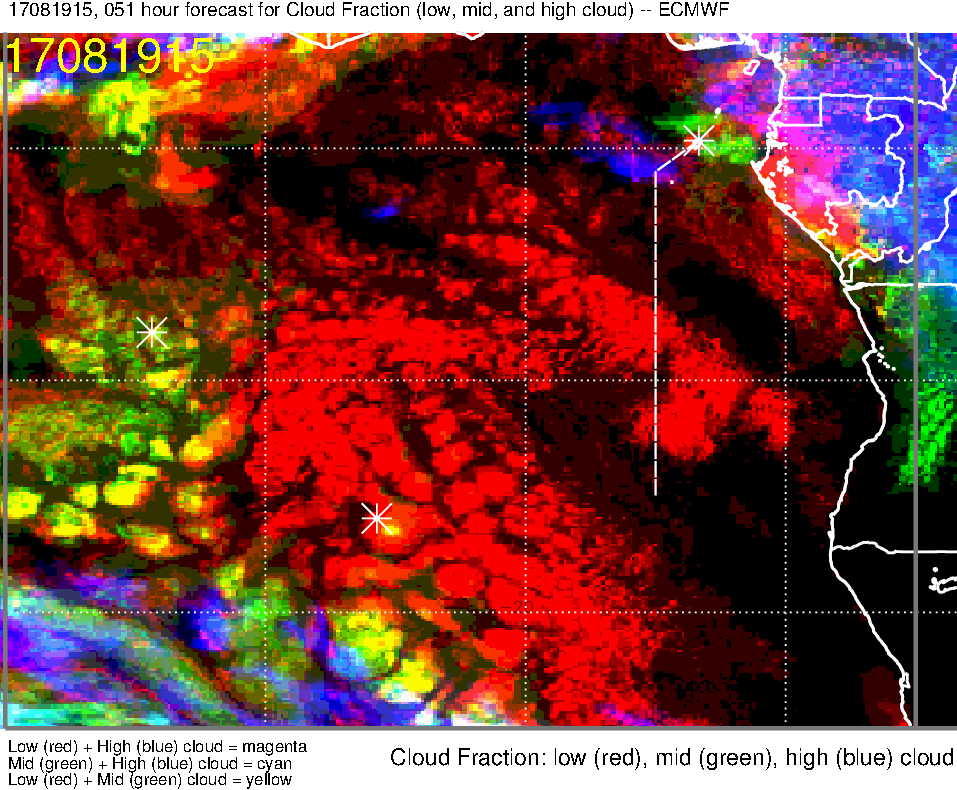 17081915, 051 hour forecast for Cloud Fraction (low, mid, and high cloud) -- ECMWF
17081915
Low (red) + High (blue) cloud = magenta
Mid (green) + High (blue) cloud = cyan
Low (red) + Mid (green) cloud = yellow
Cloud Fraction: low (red), mid (green), high (blue) cloud